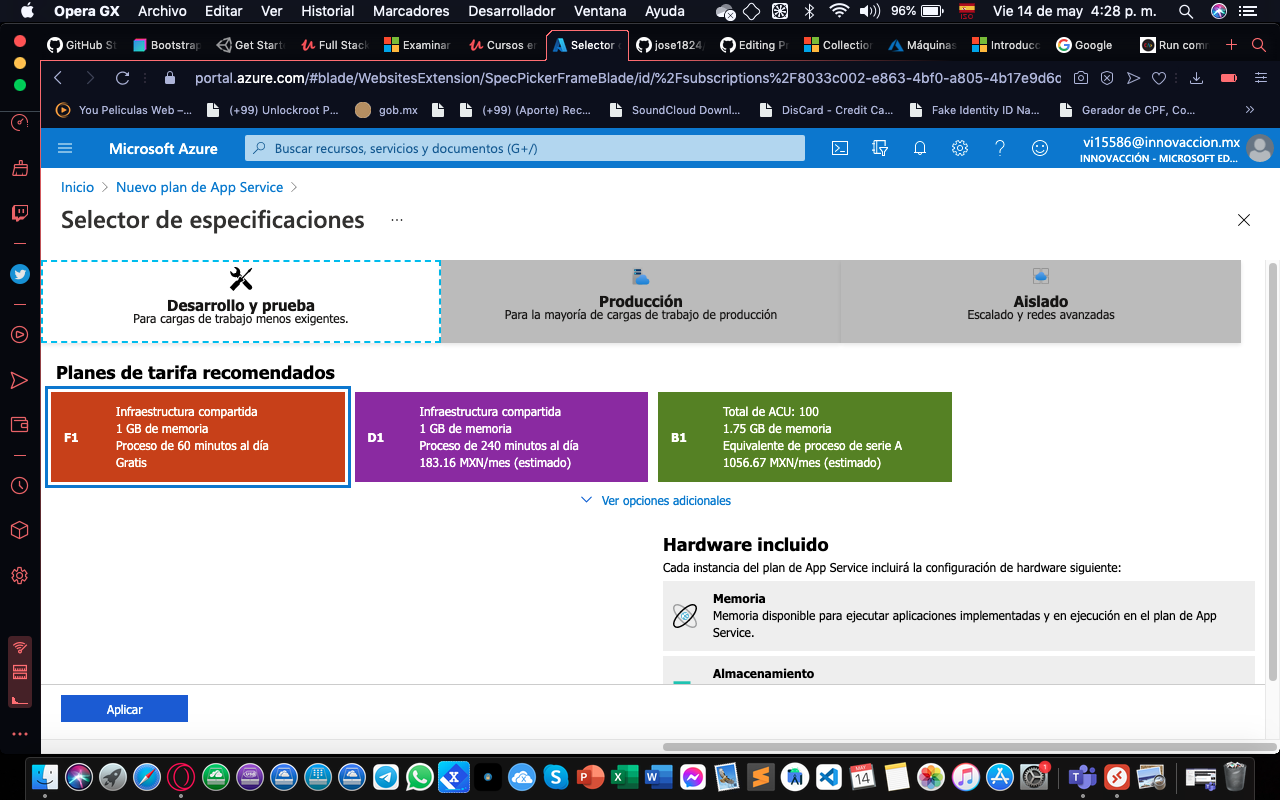 Opera GX Archivo Editar Ver Historial Marcadores Desarrollador Ventana Ayuda 96% ISO Vie 14 de may 4:28 p. m.
GitHub St Bootstrap Get Starte Full Stack Examinar Cursos en Selector d jose1824/ Editing Pr Collection Máquinas Introducc Google Run comm
portal.azure.com/#blade/WebsitesExtension/SpecPickerFrameBlade/id/%2Fsubscriptions%2F8033c002-e863-4bf0-a805-4b17e9d6c
You Peliculas Web –... (+99) Unlockroot P... gob.mx (+99) (Aporte) Rec... SoundCloud Downl... DisCard - Credit Ca... Fake Identity ID Na... Gerador de CPF, Co...
Microsoft Azure
Buscar recursos, servicios y documentos (G+/)
vi15586@innovaccion.mx
INNOVACCIÓN - MICROSOFT ED...
Inicio > Nuevo plan de App Service >
Selector de especificaciones ...
Desarrollo y prueba
Para cargas de trabajo menos exigentes.
Producción
Para la mayoría de cargas de trabajo de producción
Aislado
Escalado y redes avanzadas
Planes de tarifa recomendados
F1
Infraestructura compartida
1 GB de memoria
Proceso de 60 minutos al día
Gratis
D1
Infraestructura compartida
1 GB de memoria
Proceso de 240 minutos al día
183.16 MXN/mes (estimado)
B1
Total de ACU: 100
1.75 GB de memoria
Equivalente de proceso de serie A
1056.67 MXN/mes (estimado)
Ver opciones adicionales
Hardware incluido
Cada instancia del plan de App Service incluirá la configuración de hardware siguiente:
Memoria
Memoria disponible para ejecutar aplicaciones implementadas y en ejecución en el plan de App
Service.
Almacenamiento
Aplicar
14
1